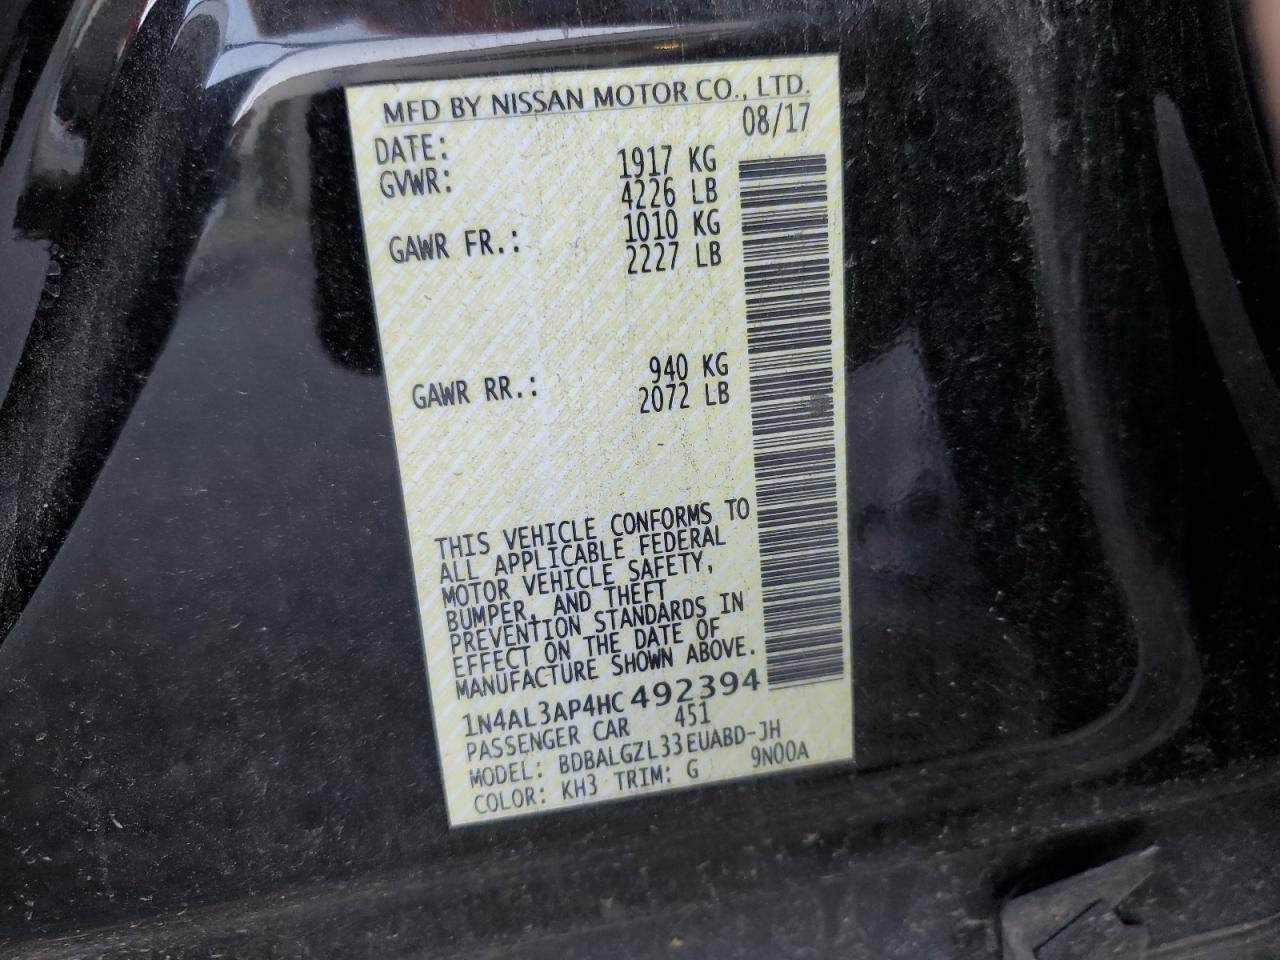 MFD BY NISSAN MOTOR CO., LTD.
DATE: 08/17
GVWR: 1917 KG
4226 LB
GAWR FR.: 1010 KG
2227 LB
GAWR RR.: 940 KG
2072 LB
THIS VEHICLE CONFORMS TO
ALL APPLICABLE FEDERAL
MOTOR VEHICLE SAFETY,
BUMPER, AND THEFT
PREVENTION STANDARDS IN
EFFECT ON THE DATE OF
MANUFACTURE SHOWN ABOVE.
1N4AL3AP4HC492394
PASSENGER CAR 451
MODEL: BDBALGZL33EUABD-JH
COLOR: KH3 TRIM: G 9N00A